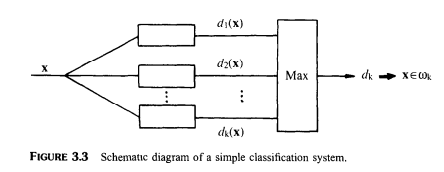 d₁(x)
x
d₂(x)
Max
dₖ
x∈ωₖ
dₖ(x)
FIGURE 3.3 Schematic diagram of a simple classification system.